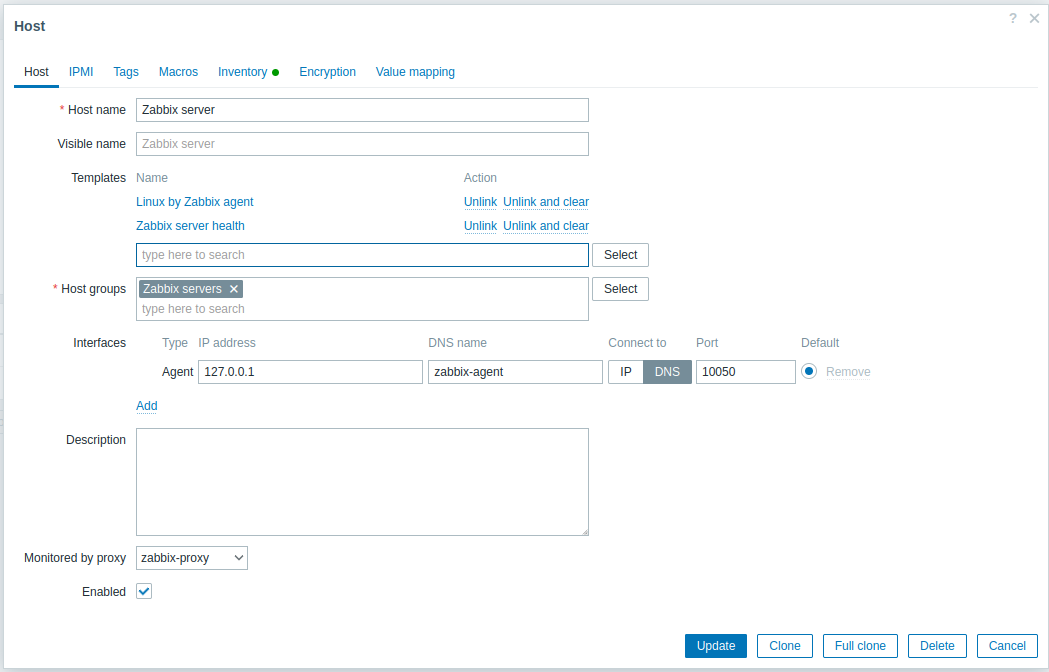 Host
?
Host IPMI Tags Macros Inventory Encryption Value mapping
* Host name Zabbix server
Visible name Zabbix server
Templates Name Action
Linux by Zabbix agent Unlink Unlink and clear
Zabbix server health Unlink Unlink and clear
type here to search Select
* Host groups Zabbix servers Select
type here to search
Interfaces Type IP address DNS name Connect to Port Default
Agent 127.0.0.1 zabbix-agent IP DNS 10050 Remove
Add
Description
Monitored by proxy zabbix-proxy
Enabled
Update Clone Full clone Delete Cancel